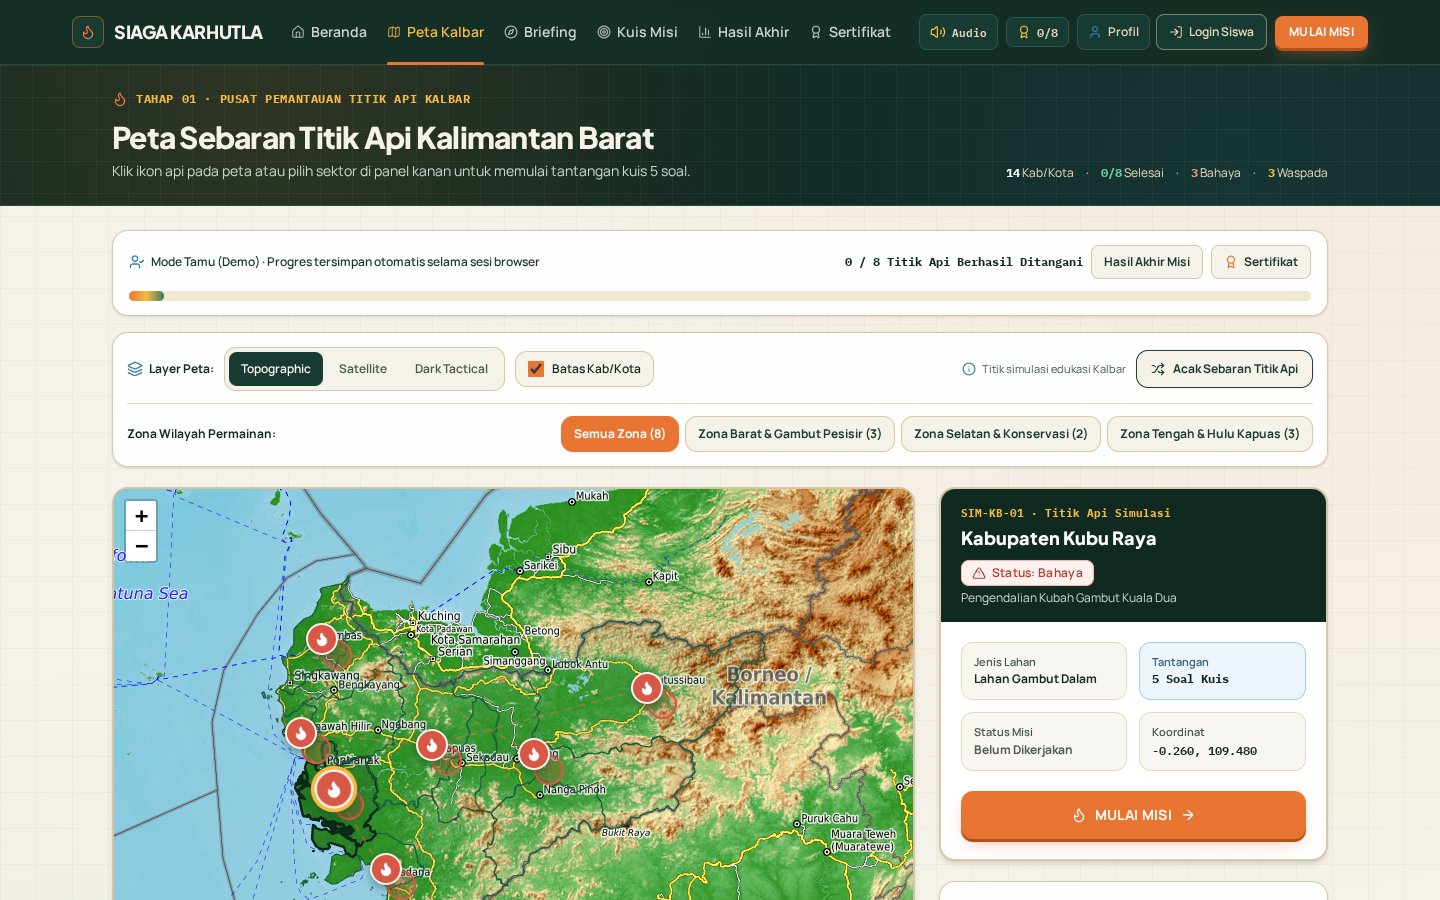 SIAGA KARHUTLA
Beranda
Peta Kalbar
Briefing
Kuis Misi
Hasil Akhir
Sertifikat
Audio
0/8
Profil
Login Siswa
MULAI MISI
TAHAP 01 · PUSAT PEMANTAUAN TITIK API KALBAR
Peta Sebaran Titik Api Kalimantan Barat
Klik ikon api pada peta atau pilih sektor di panel kanan untuk memulai tantangan kuis 5 soal.
14 Kab/Kota · 0/8 Selesai · 3 Bahaya · 3 Waspada
Mode Tamu (Demo) · Progres tersimpan otomatis selama sesi browser
0 / 8 Titik Api Berhasil Ditangani
Hasil Akhir Misi
Sertifikat
Layer Peta:
Topographic
Satellite
Dark Tactical
Batas Kab/Kota
Titik simulasi edukasi Kalbar
Acak Sebaran Titik Api
Zona Wilayah Permainan:
Semua Zona (8)
Zona Barat & Gambut Pesisir (3)
Zona Selatan & Konservasi (2)
Zona Tengah & Hulu Kapuas (3)
+
−
ntuna Sea
Mukah
Sibu
Sarikei
Kapit
Kuching
Kota Padawan
Kota Samarahan
Serian
Betong
Simanggang
Lubok Antu
mbas
Singkawang
Bengkayang
utussibau
Borneo /
Kalimantan
pawah Hilir
Ngabang
Pontianak
apuas
Sekadau
Nanga Pinoh
Bukit Raya
Puruk Cahu
Muara Teweh
(Muaratewe)
adana
SIM-KB-01 · Titik Api Simulasi
Kabupaten Kubu Raya
Status: Bahaya
Pengendalian Kubah Gambut Kuala Dua
Jenis Lahan
Lahan Gambut Dalam
Tantangan
5 Soal Kuis
Status Misi
Belum Dikerjakan
Koordinat
-0.260, 109.480
MULAI MISI →